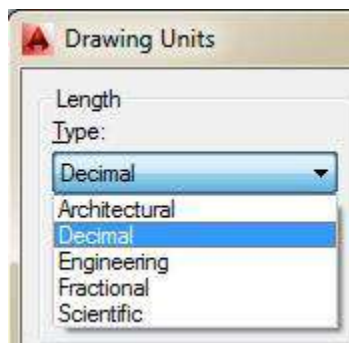 Drawing Units
Length
Type:
Decimal
Architectural
Decimal
Engineering
Fractional
Scientific